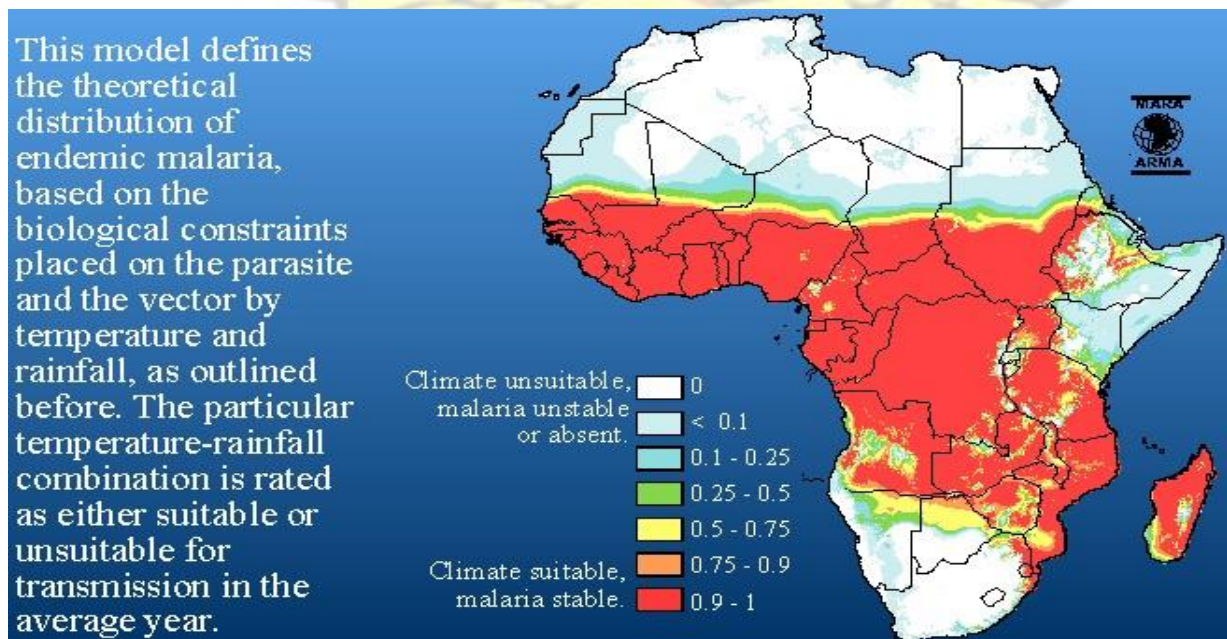 This model defines
the theoretical
distribution of
endemic malaria,
based on the
biological constraints
placed on the parasite
and the vector by
temperature and
rainfall, as outlined
before. The particular
temperature-rainfall
combination is rated
as either suitable or
unsuitable for
transmission in the
average year.
MARA
ARMA
Climate unsuitable,
malaria unstable
or absent.
Climate suitable,
malaria stable.
0
< 0.1
0.1 - 0.25
0.25 - 0.5
0.5 - 0.75
0.75 - 0.9
0.9 - 1